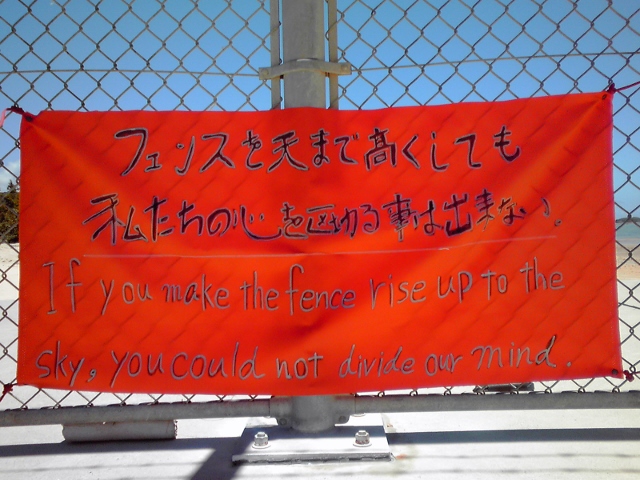 フェンスを天まで高くしても
私たちの心を区切る事は出来ない。
If you make the fence rise up to the
sky, you could not divide our mind.